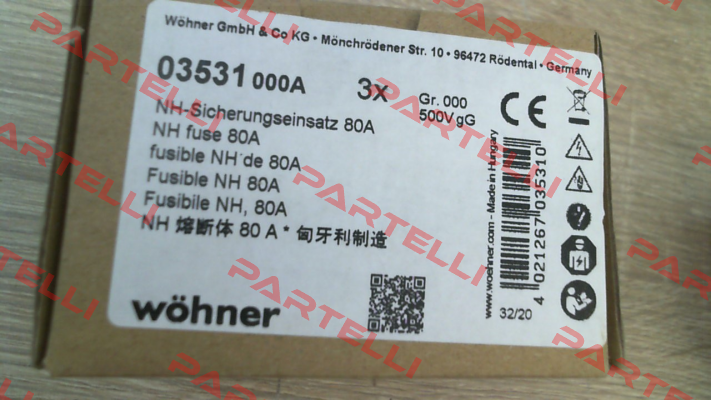 Wöhner GmbH & Co KG • Mönchrödener Str. 10 • 96472 Rödental • Germany
03531 000A 3x Gr. 000
500V gG
CE
NH-Sicherungseinsatz 80A
NH fuse 80A
fusible NH de 80A
Fusible NH 80A
Fusibile NH, 80A
NH 熔断体 80 A * 匈牙利制造
wöhner
www.woehner.com - Made in Hungary
4 021267 035310
32/20
PARTELLI
PARTELLI
PARTELLI
PARTELLI
PARTELLI
PARTELLI
PARTELLI